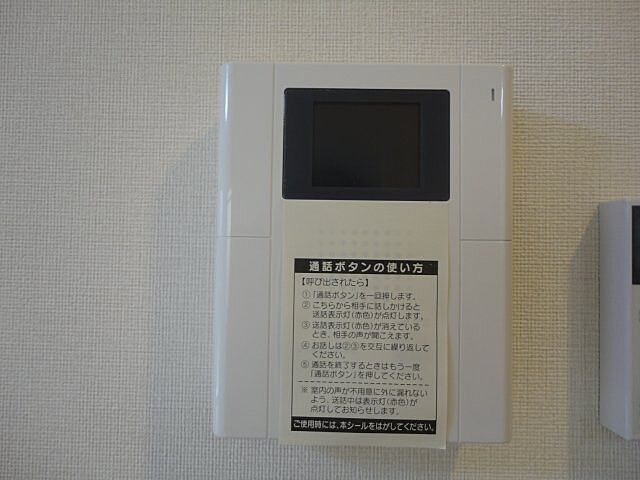 通話ボタンの使い方
【呼び出されたら】
①「通話ボタン」を一回押します。
② こちらから相手に話しかけると
送話表示灯(赤色)が点灯します。
③ 送話表示灯(赤色)が消えている
とき、相手の声が聞こえます。
④ お話しは②③を交互に繰り返して
ください。
⑤ 通話を終了するときはもう一度
「通話ボタン」を押してください。
※ 室内の声が不用意に外に漏れない
よう、送話中は表示灯(赤色)が
点灯してお知らせします。
ご使用時には、本シールをはがしてください。